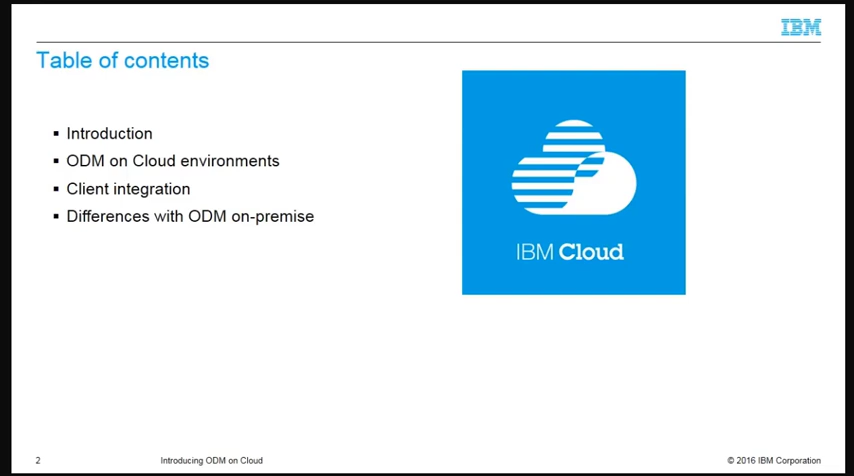 IBM
Table of contents
▪ Introduction
▪ ODM on Cloud environments
▪ Client integration
▪ Differences with ODM on-premise
IBM Cloud
2
Introducing ODM on Cloud
© 2016 IBM Corporation